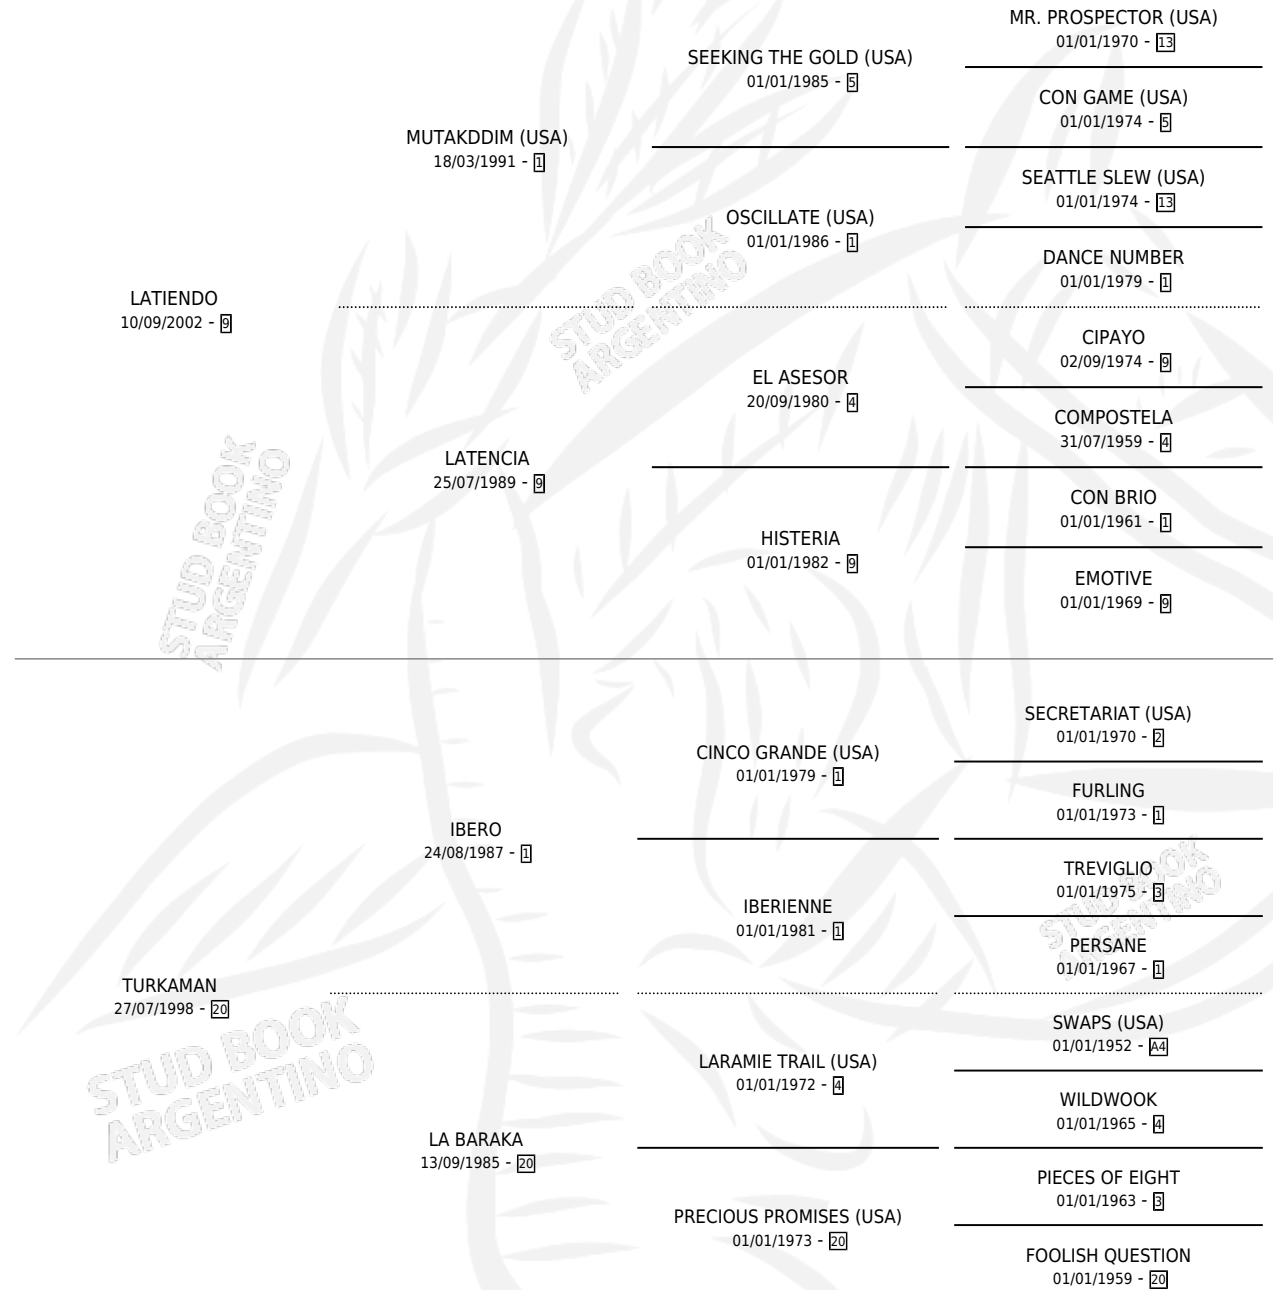 MR. PROSPECTOR (USA)
01/01/1970 - 13
SEEKING THE GOLD (USA)
01/01/1985 - 5
CON GAME (USA)
01/01/1974 - 5
MUTAKDDIM (USA)
18/03/1991 - 1
SEATTLE SLEW (USA)
01/01/1974 - 13
OSCILLATE (USA)
01/01/1986 - 1
DANCE NUMBER
01/01/1979 - 1
LATIENDO
10/09/2002 - 9
STUD BOOK
ARGENTINO
CIPAYO
02/09/1974 - 9
EL ASESOR
20/09/1980 - 4
COMPOSTELA
31/07/1959 - 4
LATENCIA
25/07/1989 - 9
CON BRIO
01/01/1961 - 1
HISTERIA
01/01/1982 - 9
EMOTIVE
01/01/1969 - 9
STUD BOOK
ARGENTINO
SECRETARIAT (USA)
01/01/1970 - 2
CINCO GRANDE (USA)
01/01/1979 - 1
FURLING
01/01/1973 - 1
IBERO
24/08/1987 - 1
TREVIGLIO
01/01/1975 - 3
IBERIENNE
01/01/1981 - 1
STUD BOOK
ARGENTINO
PERSANE
01/01/1967 - 1
TURKAMAN
27/07/1998 - 20
STUD BOOK
ARGENTINO
SWAPS (USA)
01/01/1952 - A4
LARAMIE TRAIL (USA)
01/01/1972 - 4
WILDWOOK
01/01/1965 - 4
LA BARAKA
13/09/1985 - 20
PIECES OF EIGHT
01/01/1963 - 3
PRECIOUS PROMISES (USA)
01/01/1973 - 20
FOOLISH QUESTION
01/01/1959 - 20